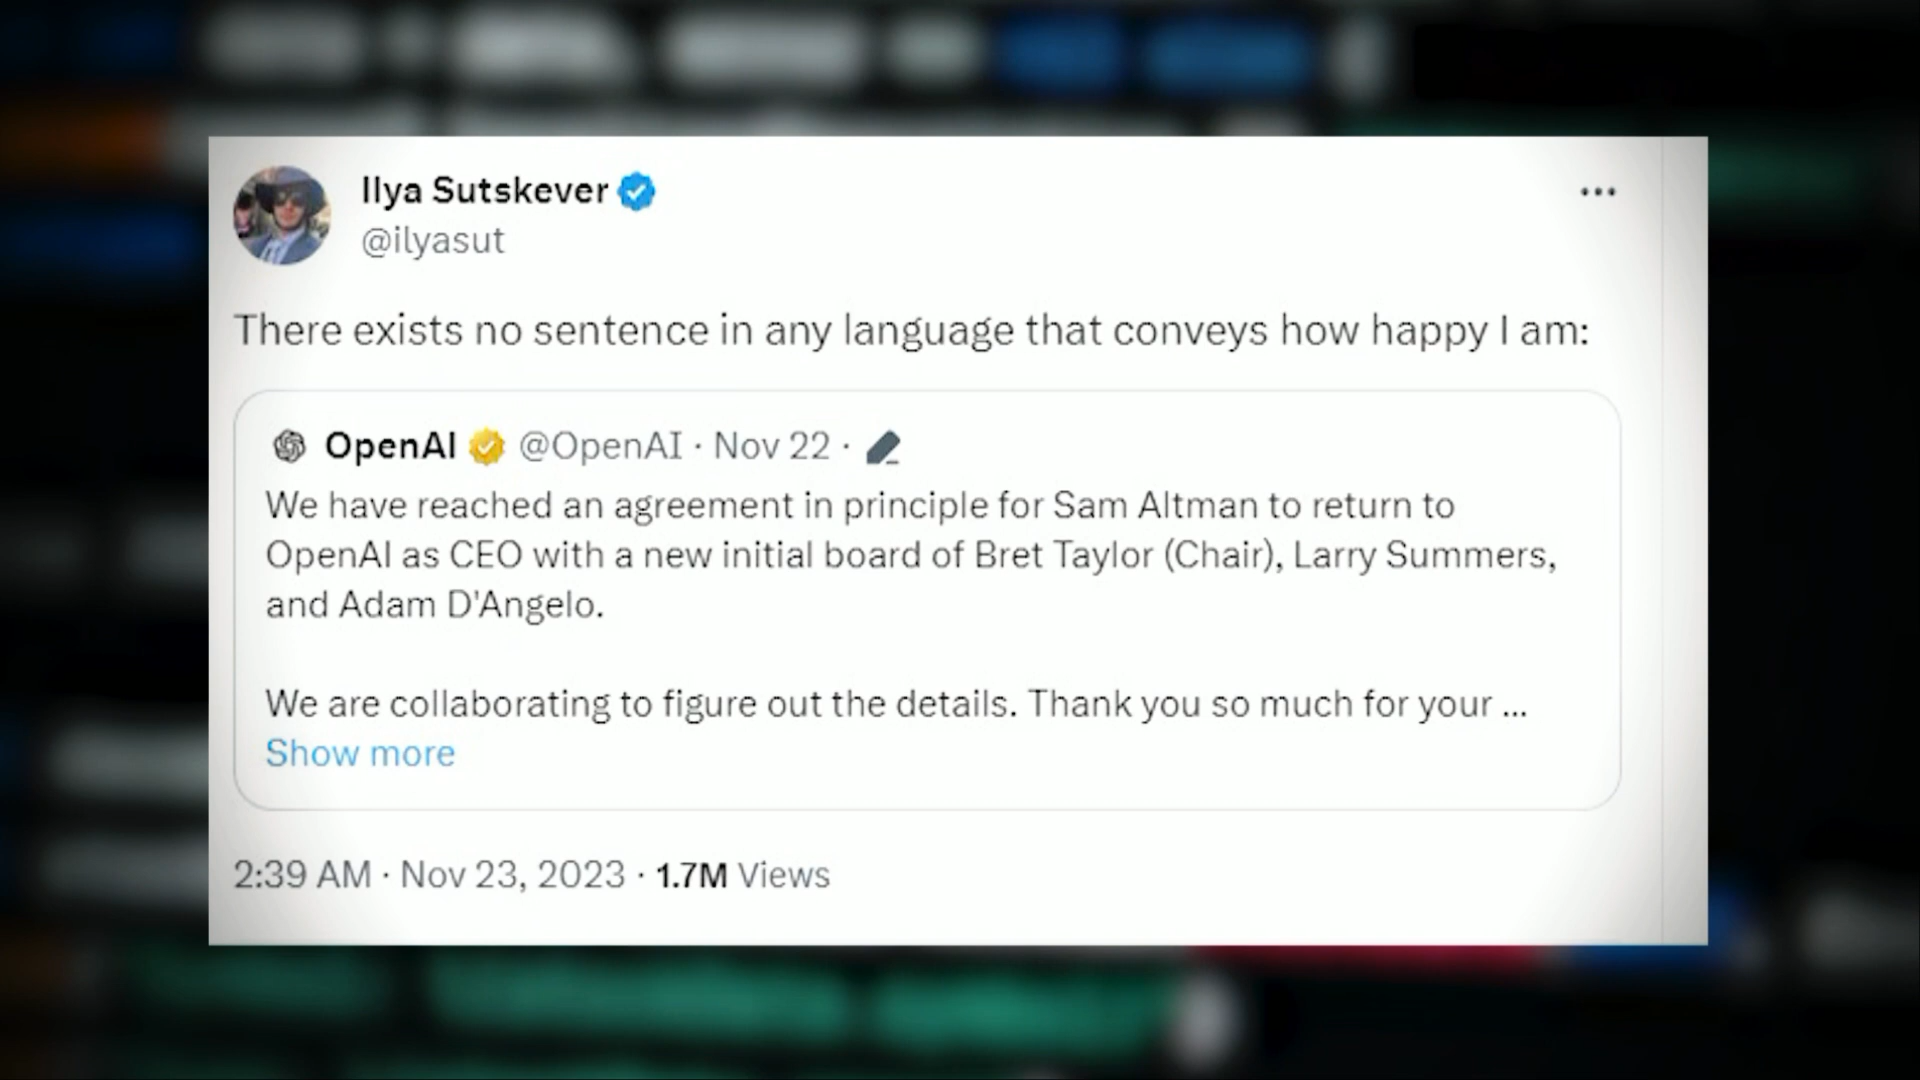 Ilya Sutskever
@ilyasut
There exists no sentence in any language that conveys how happy I am:
OpenAI @OpenAI · Nov 22 ·
We have reached an agreement in principle for Sam Altman to return to
OpenAI as CEO with a new initial board of Bret Taylor (Chair), Larry Summers,
and Adam D'Angelo.
We are collaborating to figure out the details. Thank you so much for your ...
Show more
2:39 AM · Nov 23, 2023 · 1.7M Views